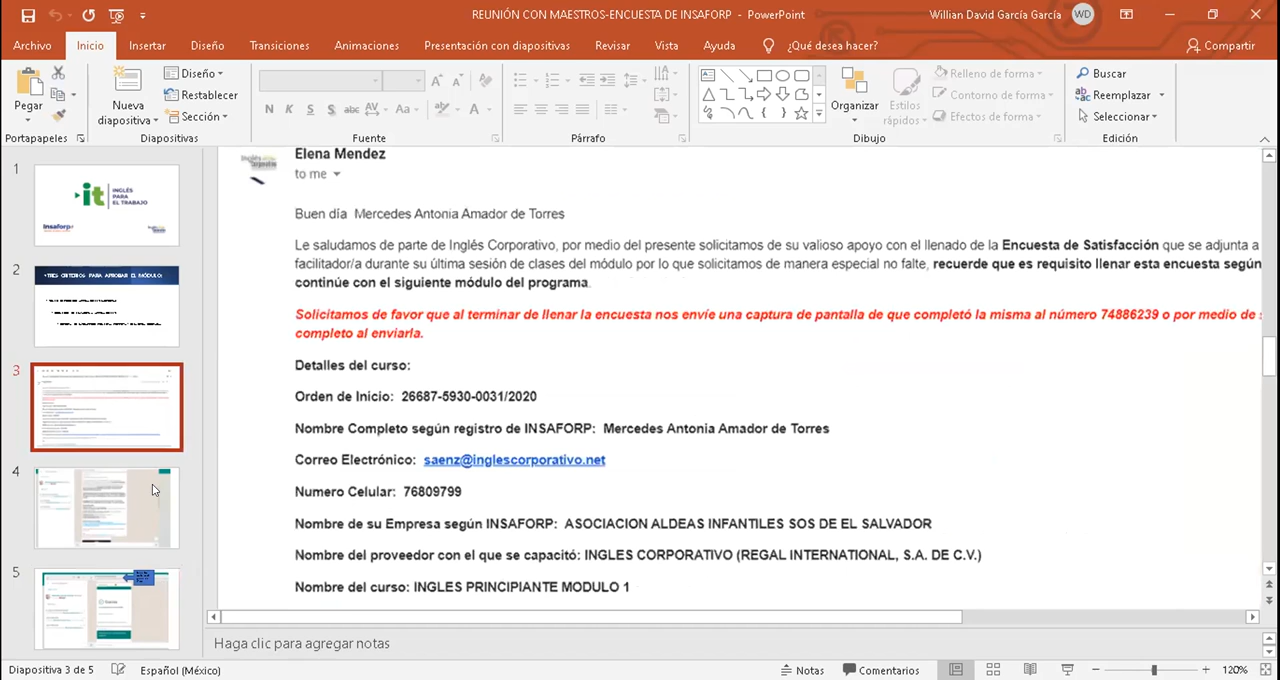 REUNIÓN CON MAESTROS-ENCUESTA DE INSAFORP - PowerPoint
Willian David García García
WD
Archivo Inicio Insertar Diseño Transiciones Animaciones Presentación con diapositivas Revisar Vista Ayuda ¿Qué desea hacer? Compartir
Pegar
Nueva diapositiva
Diseño
Restablecer
Sección
N K S S abc AV Aa A
Organizar
Estilos rápidos
Relleno de forma
Contorno de forma
Efectos de forma
Buscar
Reemplazar
Seleccionar
Portapapeles Diapositivas Fuente Párrafo Dibujo Edición
1
it INGLÉS
PARA
EL TRABAJO
Insaforp
2
TRES CRITERIOS PARA APROBAR EL MÓDULO:
3
4
5
Elena Mendez
to me
Buen día Mercedes Antonia Amador de Torres
Le saludamos de parte de Inglés Corporativo, por medio del presente solicitamos de su valioso apoyo con el llenado de la Encuesta de Satisfacción que se adjunta a
facilitador/a durante su última sesión de clases del módulo por lo que solicitamos de manera especial no falte, recuerde que es requisito llenar esta encuesta según
continúe con el siguiente módulo del programa.
Solicitamos de favor que al terminar de llenar la encuesta nos envíe una captura de pantalla de que completó la misma al número 74886239 o por medio de
completo al enviarla.
Detalles del curso:
Orden de Inicio: 26687-5930-0031/2020
Nombre Completo según registro de INSAFORP: Mercedes Antonia Amador de Torres
Correo Electrónico: saenz@inglescorporativo.net
Numero Celular: 76809799
Nombre de su Empresa según INSAFORP: ASOCIACION ALDEAS INFANTILES SOS DE EL SALVADOR
Nombre del proveedor con el que se capacitó: INGLES CORPORATIVO (REGAL INTERNATIONAL, S.A. DE C.V.)
Nombre del curso: INGLES PRINCIPIANTE MODULO 1
Haga clic para agregar notas
Diapositiva 3 de 5 Español (México) Notas Comentarios 120%